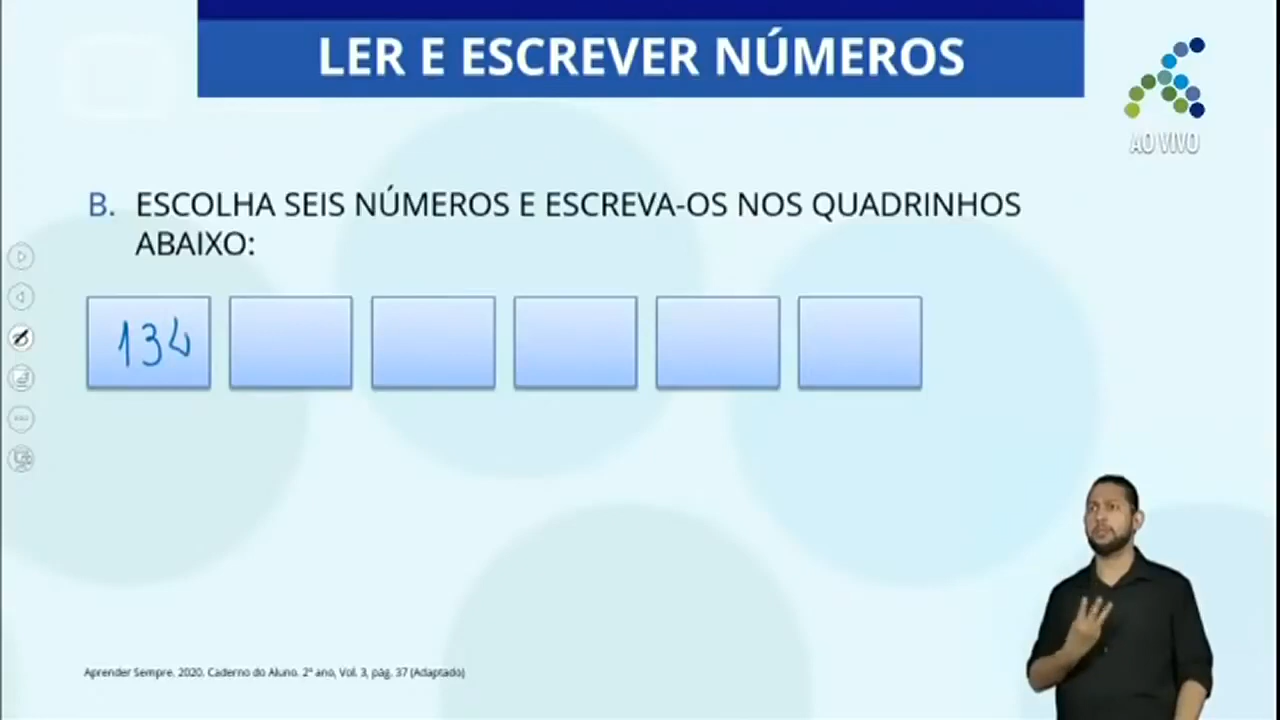 LER E ESCREVER NÚMEROS
AO VIVO
B. ESCOLHA SEIS NÚMEROS E ESCREVA-OS NOS QUADRINHOS
ABAIXO:
134
Aprender Sempre. 2020. Caderno do Aluno. 2º ano, Vol. 3, pág. 37 (Adaptado)